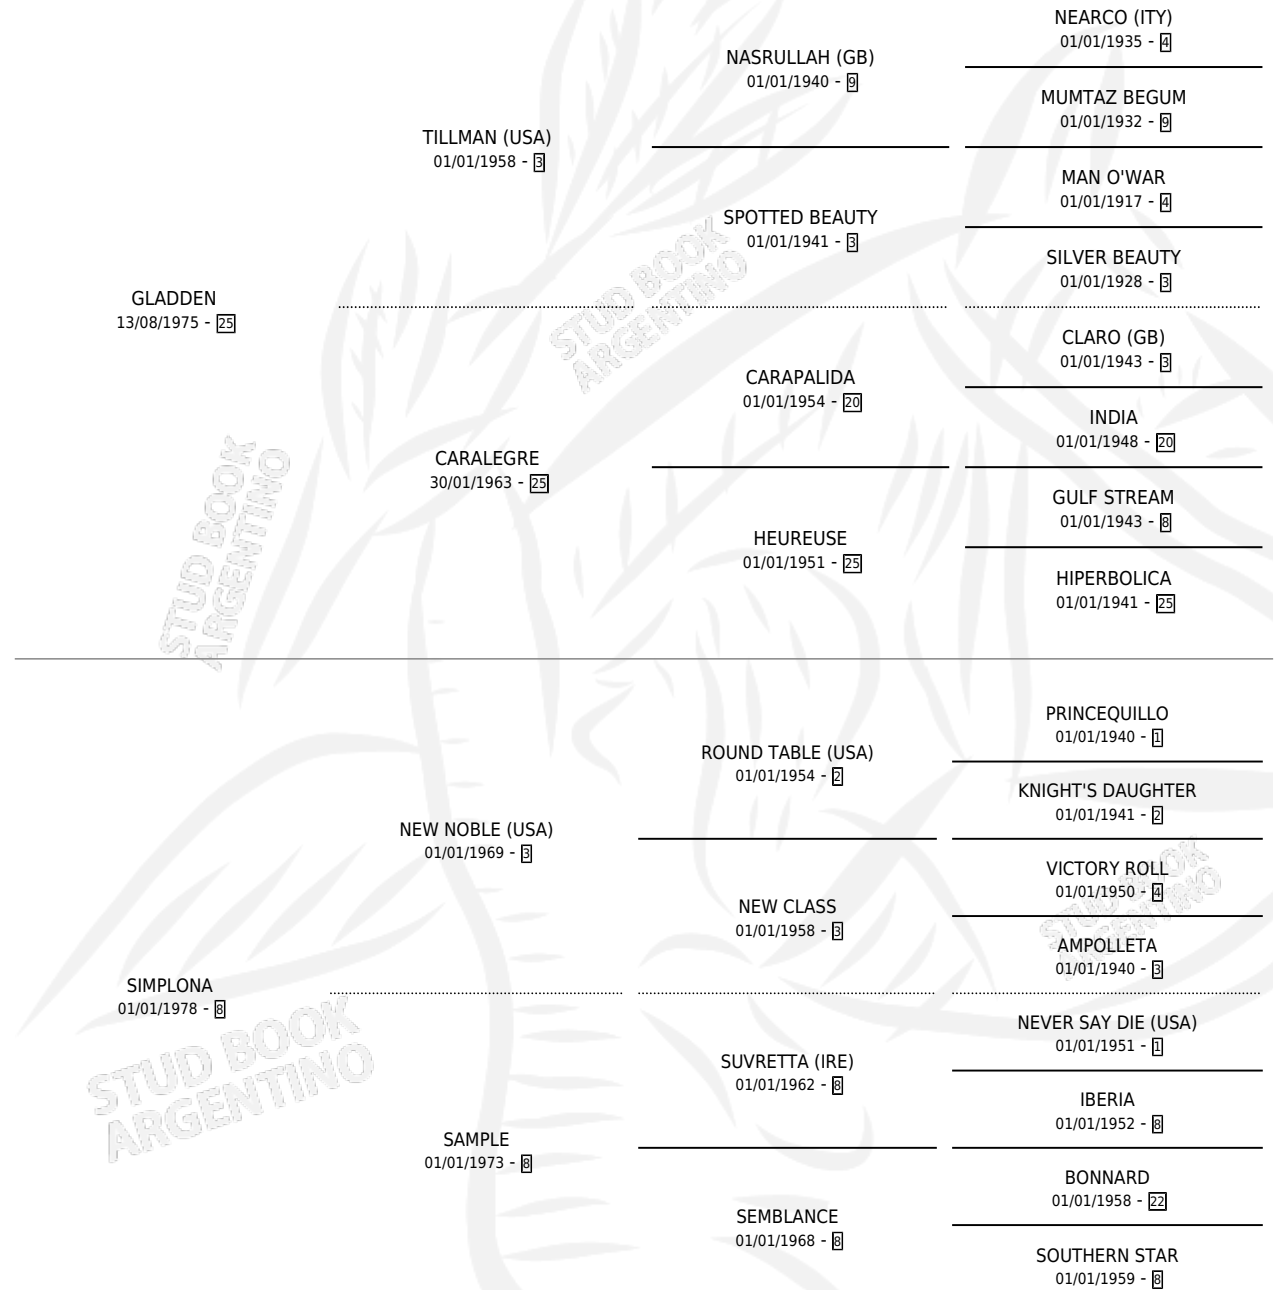 NEARCO (ITY)
01/01/1935 - 4
NASRULLAH (GB)
01/01/1940 - 9
MUMTAZ BEGUM
01/01/1932 - 9
TILLMAN (USA)
01/01/1958 - 3
MAN O'WAR
01/01/1917 - 4
SPOTTED BEAUTY
01/01/1941 - 3
SILVER BEAUTY
01/01/1928 - 3
GLADDEN
13/08/1975 - 25
STUD BOOK
ARGENTINO
CLARO (GB)
01/01/1943 - 3
CARAPALIDA
01/01/1954 - 20
INDIA
01/01/1948 - 20
CARALEGRE
30/01/1963 - 25
GULF STREAM
01/01/1943 - 8
HEUREUSE
01/01/1951 - 25
HIPERBOLICA
01/01/1941 - 25
STUD BOOK
ARGENTINO
PRINCEQUILLO
01/01/1940 - 1
ROUND TABLE (USA)
01/01/1954 - 2
KNIGHT'S DAUGHTER
01/01/1941 - 2
NEW NOBLE (USA)
01/01/1969 - 3
VICTORY ROLL
01/01/1950 - 4
STUD BOOK
ARGENTINO
NEW CLASS
01/01/1958 - 3
AMPOLLETA
01/01/1940 - 3
SIMPLONA
01/01/1978 - 8
NEVER SAY DIE (USA)
01/01/1951 - 1
STUD BOOK
ARGENTINO
SUVRETTA (IRE)
01/01/1962 - 8
IBERIA
01/01/1952 - 8
SAMPLE
01/01/1973 - 8
BONNARD
01/01/1958 - 22
SEMBLANCE
01/01/1968 - 8
SOUTHERN STAR
01/01/1959 - 8